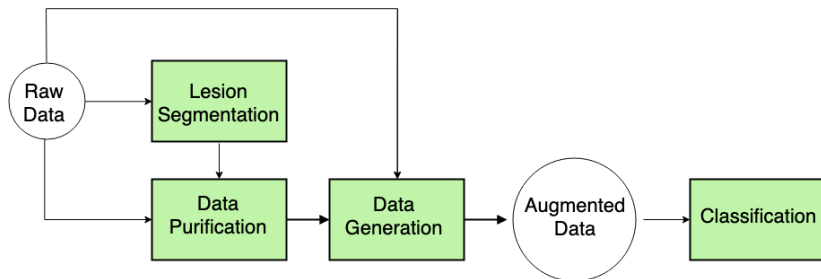 Raw
Data
Lesion
Segmentation
Data
Purification
Data
Generation
Augmented
Data
Classification